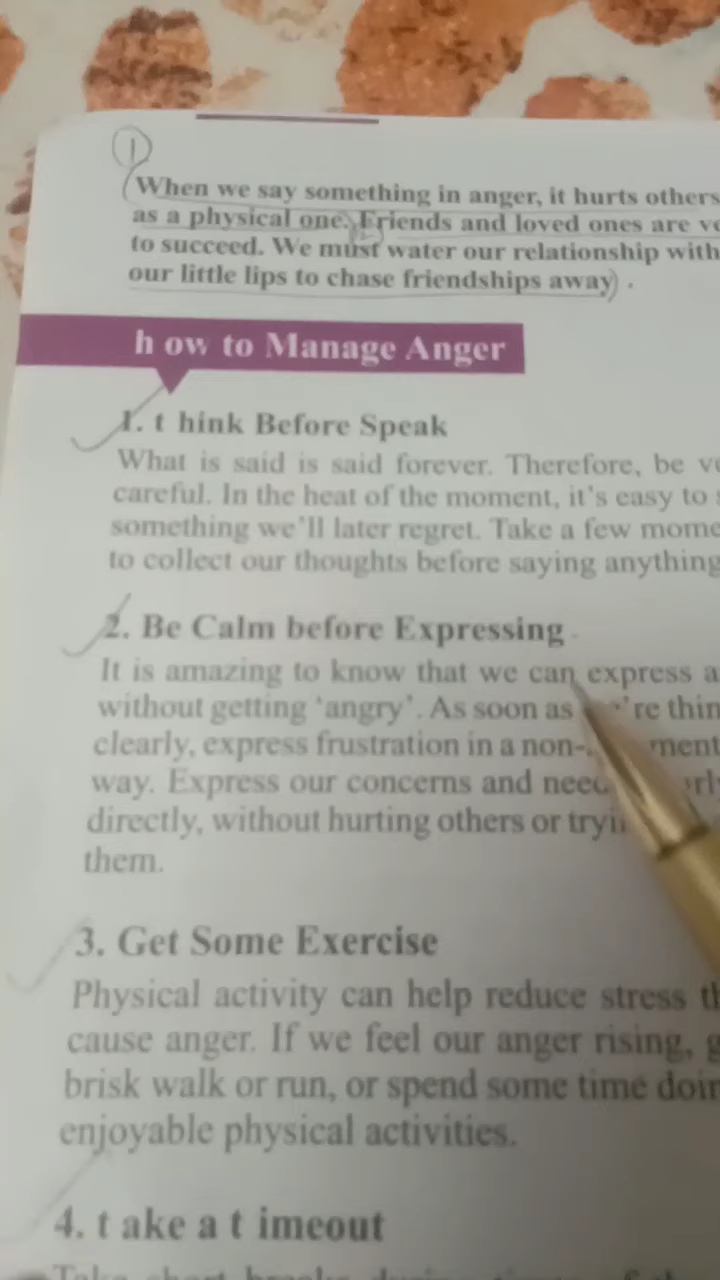 1
When we say something in anger, it hurts others
as a physical one. Friends and loved ones are
to succeed. We must water our relationship with
our little lips to chase friendships away .
h ow to Manage Anger
1. t hink Before Speak
What is said is said forever. Therefore, be
careful. In the heat of the moment, it's easy to
something we'll later regret. Take a few
to collect our thoughts before saying anything
2. Be Calm before Expressing
It is amazing to know that we can express
without getting 'angry'. As soon as
clearly, express frustration in a
way. Express our concerns and
directly, without hurting others or
them.
3. Get Some Exercise
Physical activity can help reduce stress
cause anger. If we feel our anger rising,
brisk walk or run, or spend some time
enjoyable physical activities.
4. t ake a t imeout